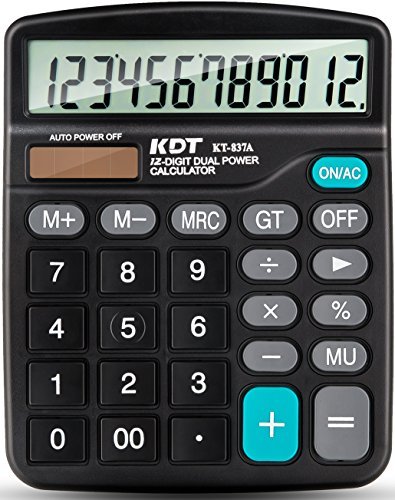 123456789012.
AUTO POWER OFF
KDT KT-837A
12-DIGIT DUAL POWER
CALCULATOR
ON/AC
M+ M− MRC GT OFF
7 8 9 ÷ ▶
4 5 6 × %
1 2 3 − MU
0 00 · + =